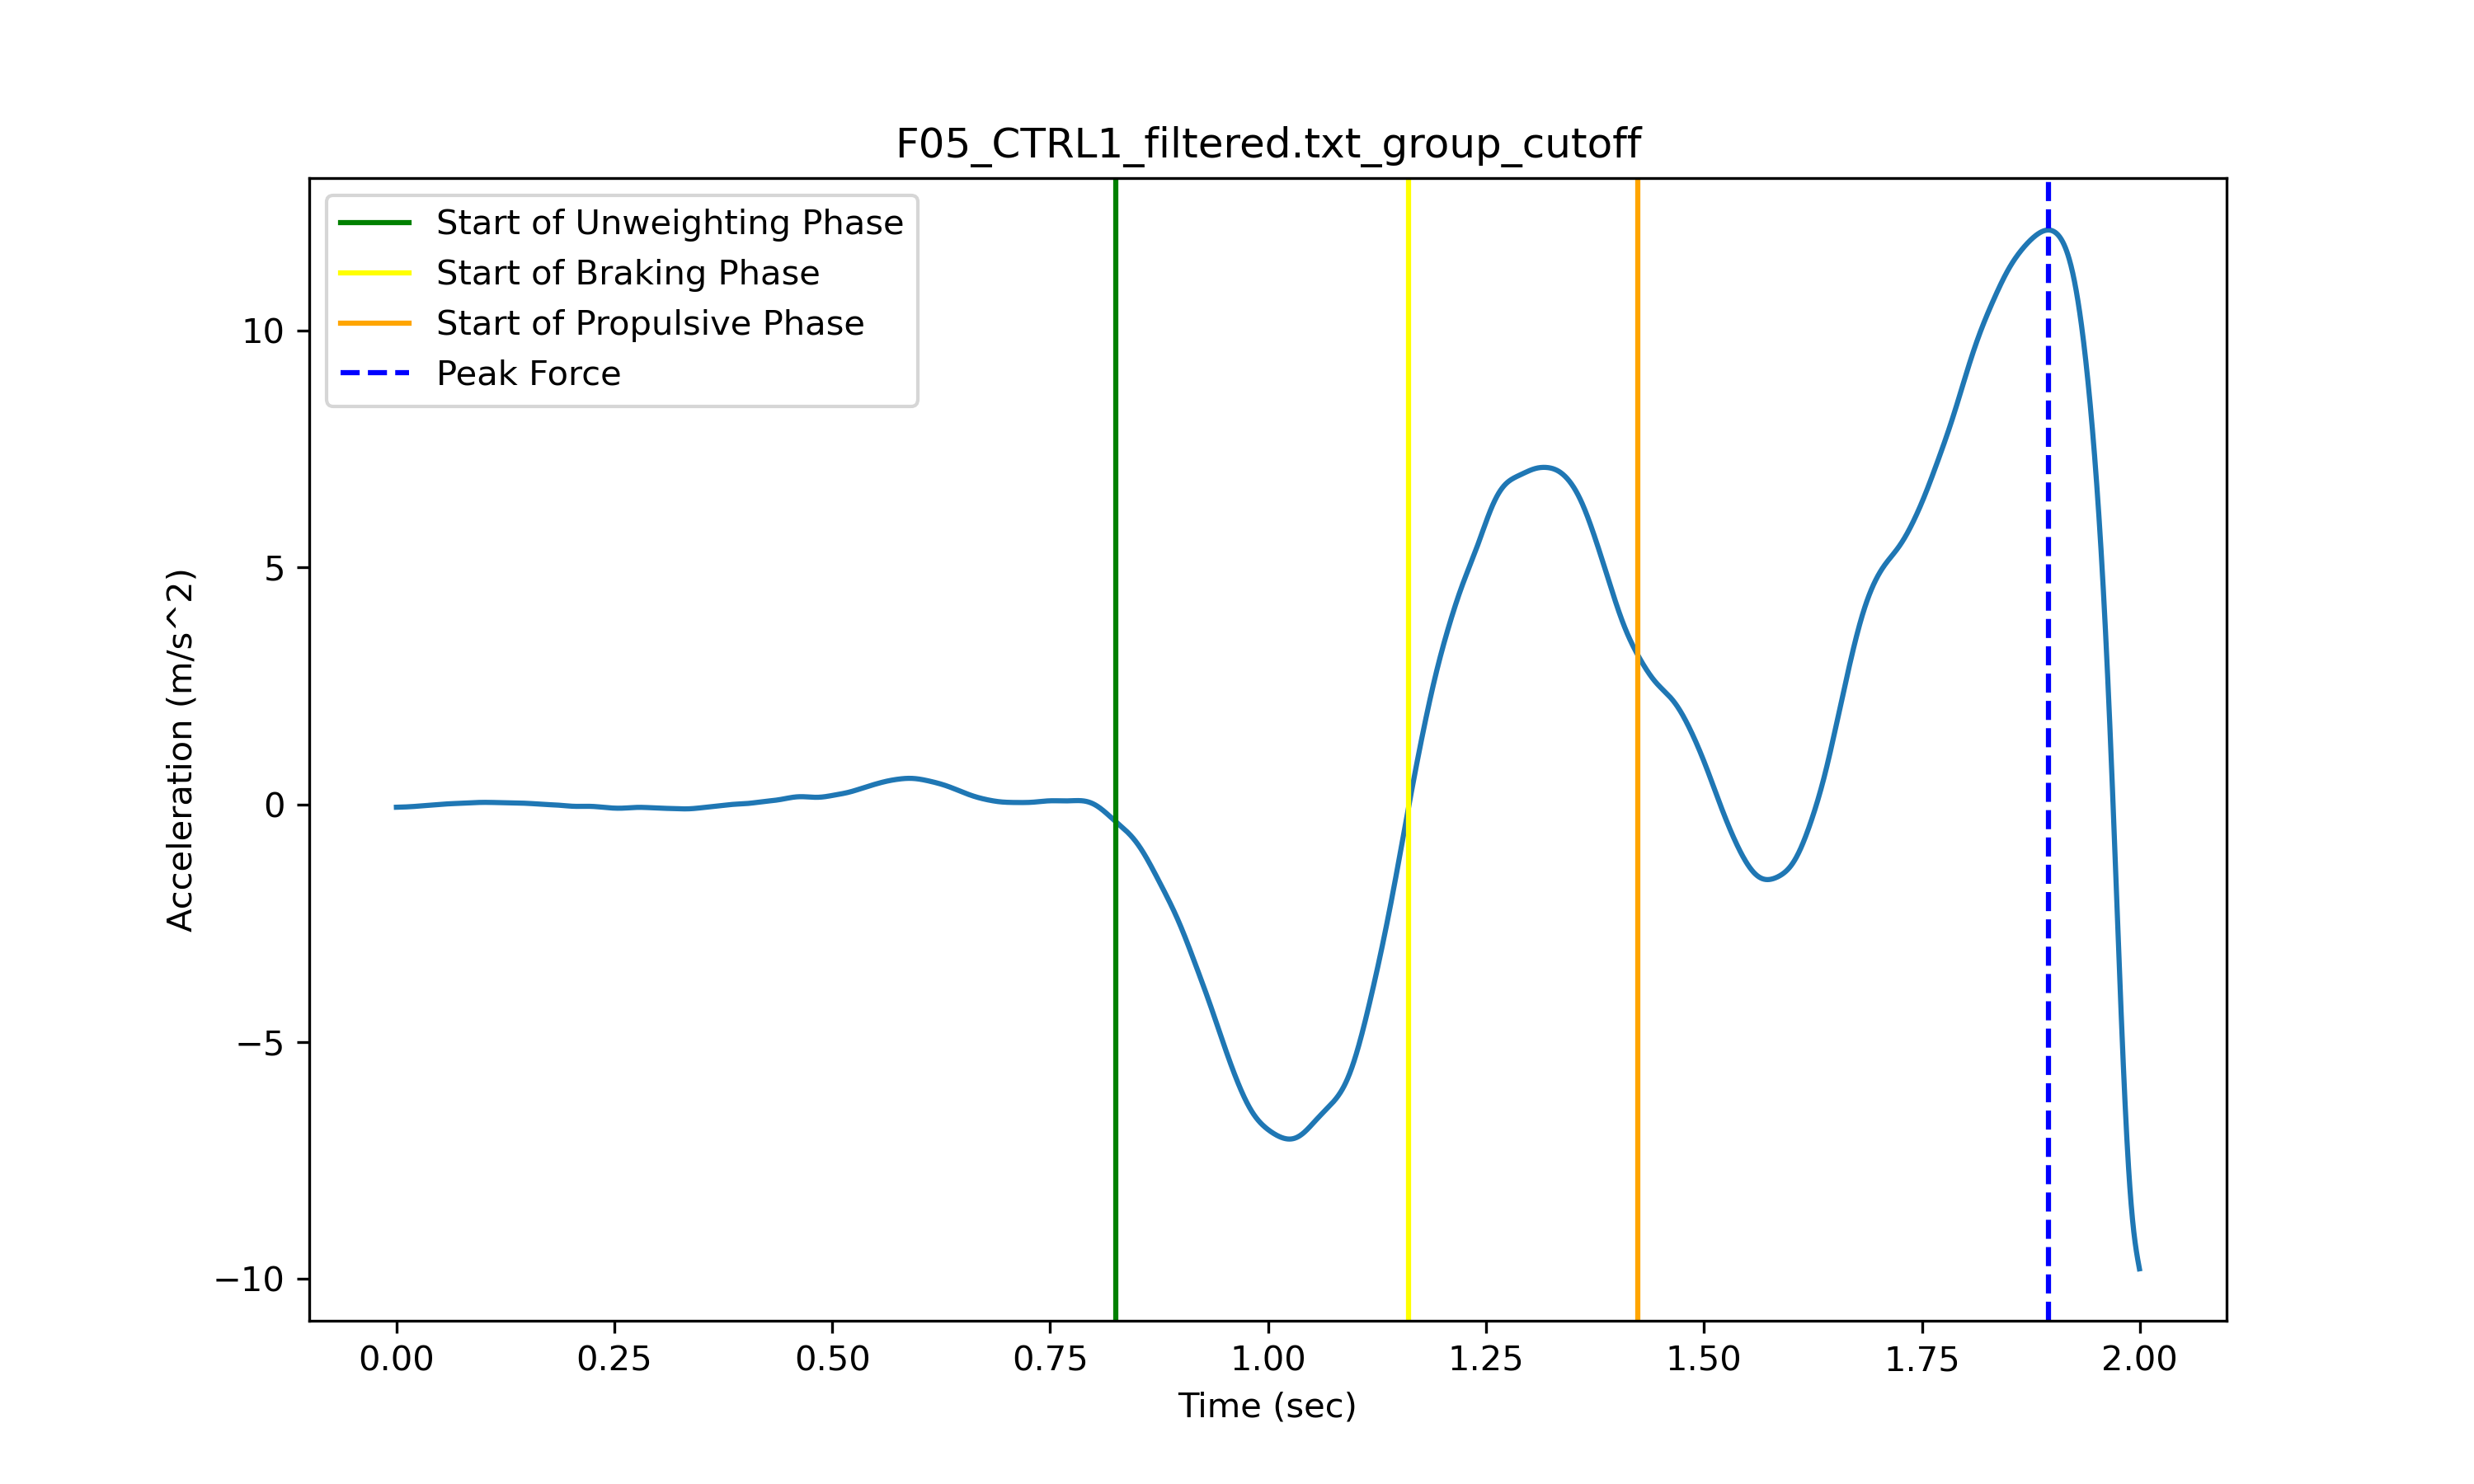 F05_CTRL1_filtered.txt_group_cutoff
Start of Unweighting Phase
Start of Braking Phase
Start of Propulsive Phase
Peak Force
10
5
0
−5
−10
Acceleration (m/s^2)
0.00 0.25 0.50 0.75 1.00 1.25 1.50 1.75 2.00
Time (sec)